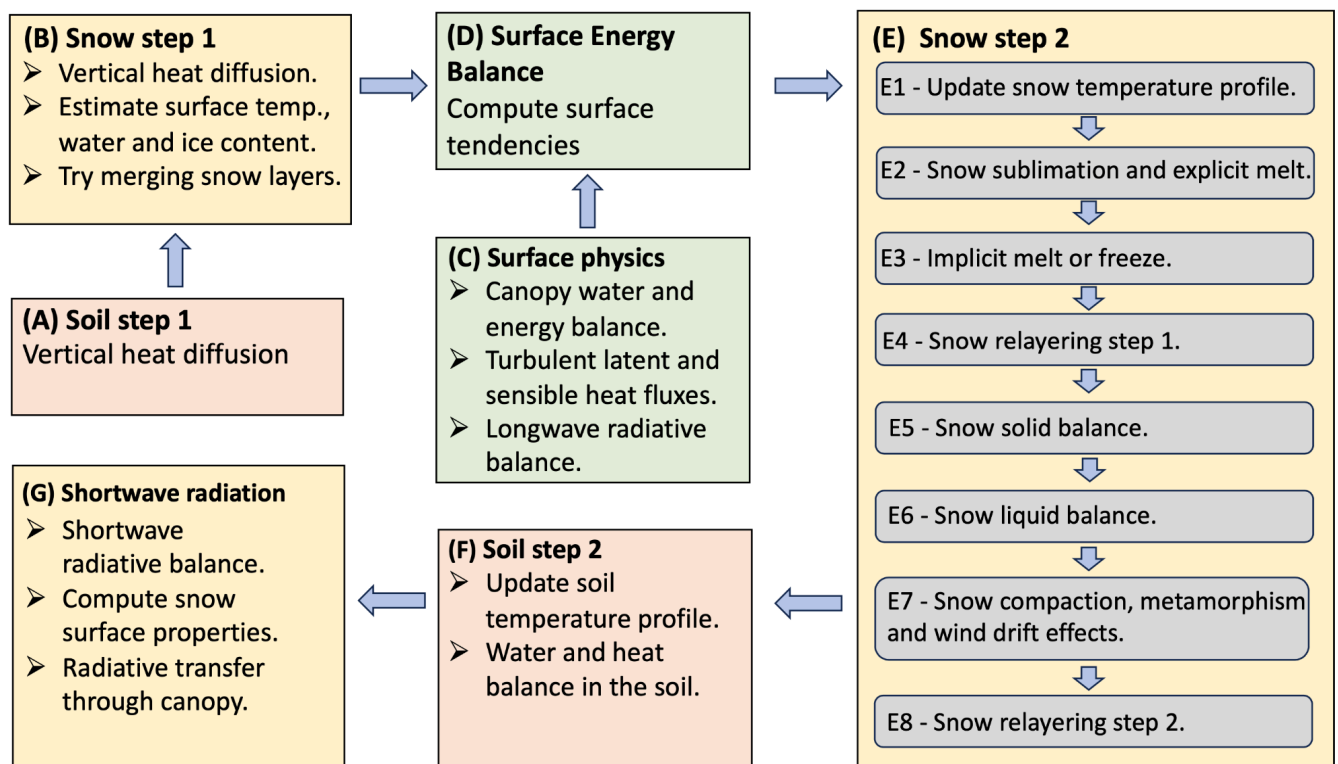 (B) Snow step 1
➢ Vertical heat diffusion.
➢ Estimate surface temp.,
water and ice content.
➢ Try merging snow layers.
(A) Soil step 1
Vertical heat diffusion
(G) Shortwave radiation
➢ Shortwave
radiative balance.
➢ Compute snow
surface properties.
➢ Radiative transfer
through canopy.
(D) Surface Energy
Balance
Compute surface
tendencies
(C) Surface physics
➢ Canopy water and
energy balance.
➢ Turbulent latent and
sensible heat fluxes.
➢ Longwave radiative
balance.
(F) Soil step 2
➢ Update soil
temperature profile.
➢ Water and heat
balance in the soil.
(E) Snow step 2
E1 - Update snow temperature profile.
E2 - Snow sublimation and explicit melt.
E3 - Implicit melt or freeze.
E4 - Snow relayering step 1.
E5 - Snow solid balance.
E6 - Snow liquid balance.
E7 - Snow compaction, metamorphism
and wind drift effects.
E8 - Snow relayering step 2.